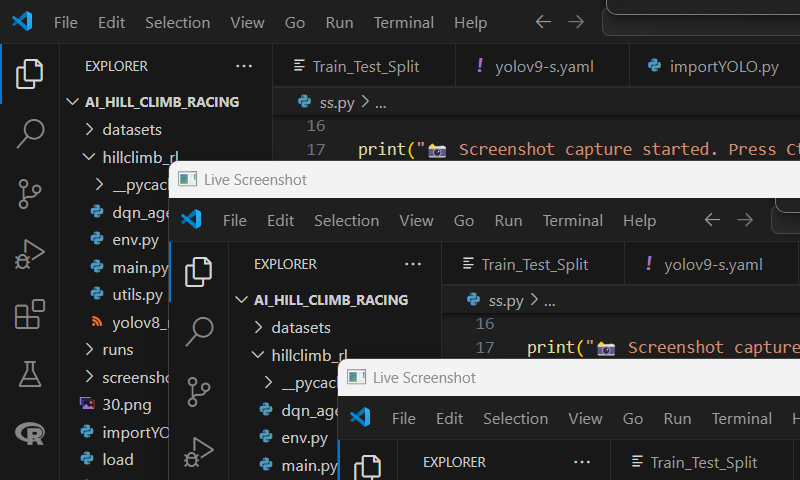 File Edit Selection View Go Run Terminal Help
EXPLORER
Train_Test_Split
! yolov9-s.yaml
importYOLO.py
AI_HILL_CLIMB_RACING
ss.py > ...
datasets
16
hillclimb_rl
17 print("📷 Screenshot capture started. Press
Live Screenshot
dqn_age
env.py
main.py
utils.py
runs
30.png
importYO
load
File Edit Selection View Go Run Terminal Help
EXPLORER
Train_Test_Split
! yolov9-s.yaml
AI_HILL_CLIMB_RACING
ss.py > ...
datasets
16
hillclimb_rl
17 print("📷 Screenshot capture
Live Screenshot
dqn_age
env.py
main.py
File Edit Selection View Go Run Terminal
EXPLORER
Train_Test_Split